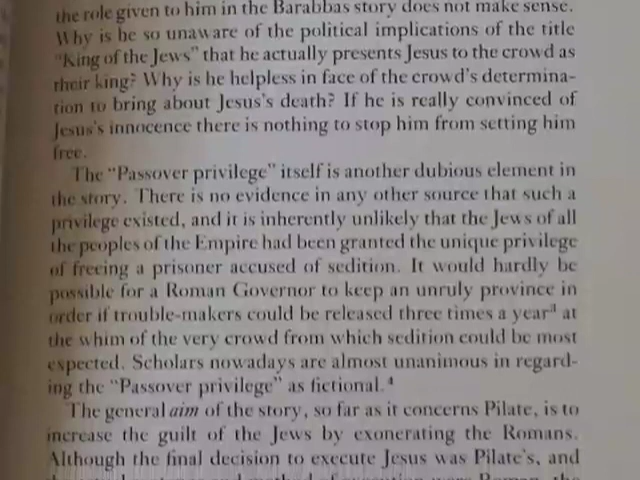 the role given to him in the Barabbas story does not make sense.
Why is he so unaware of the political implications of the title
"King of the Jews" that he actually presents Jesus to the crowd as
their king? Why is he helpless in face of the crowd's determina-
tion to bring about Jesus's death? If he is really convinced of
Jesus's innocence there is nothing to stop him from setting him
free.
The "Passover privilege" itself is another dubious element in
the story. There is no evidence in any other source that such a
privilege existed, and it is inherently unlikely that the Jews of all
the peoples of the Empire had been granted the unique privilege
of freeing a prisoner accused of sedition. It would hardly be
possible for a Roman Governor to keep an unruly province in
order if trouble-makers could be released three times a year at
the whim of the very crowd from which sedition could be most
expected. Scholars nowadays are almost unanimous in regard-
ing the "Passover privilege" as fictional.4
The general aim of the story, so far as it concerns Pilate, is to
increase the guilt of the Jews by exonerating the Romans.
Although the final decision to execute Jesus was Pilate's, and